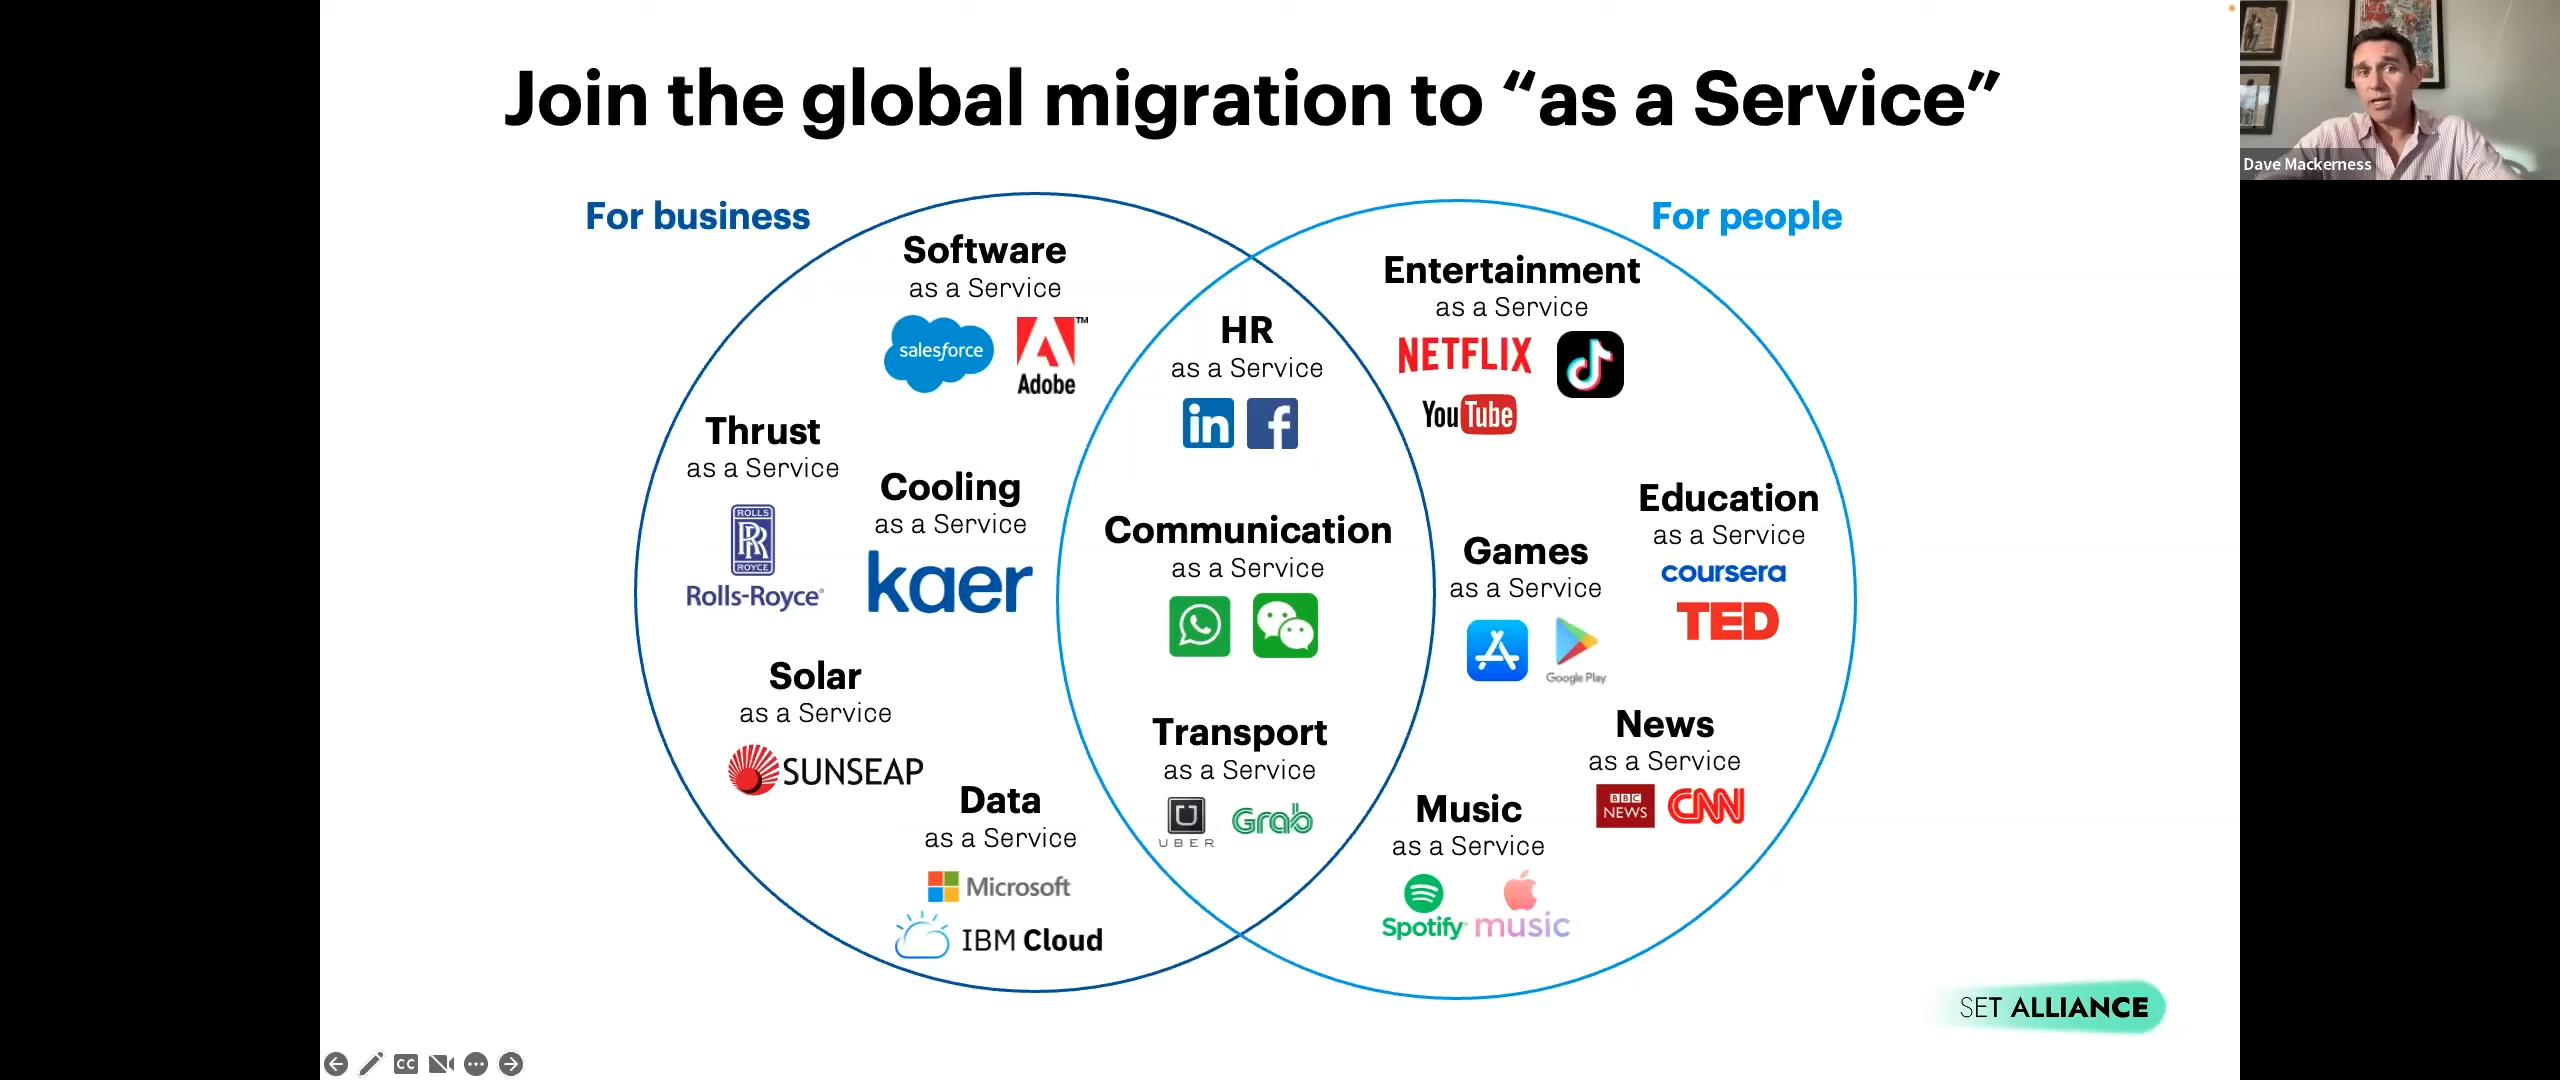 Join the global migration to “as a Service”
Dave Mackerness
For business
For people
Software
as a Service
salesforce
Adobe
TM
Thrust
as a Service
ROLLS
RR
ROYCE
Rolls-Royce®
Cooling
as a Service
kaer
Solar
as a Service
SUNSEAP
Data
as a Service
Microsoft
IBM Cloud
HR
as a Service
in f
Communication
as a Service
Transport
as a Service
U
UBER
Grab
Entertainment
as a Service
NETFLIX
YouTube
Education
as a Service
coursera
TED
Games
as a Service
Google Play
News
as a Service
BBC
NEWS
CNN
Music
as a Service
Spotify
music
SET ALLIANCE
CC